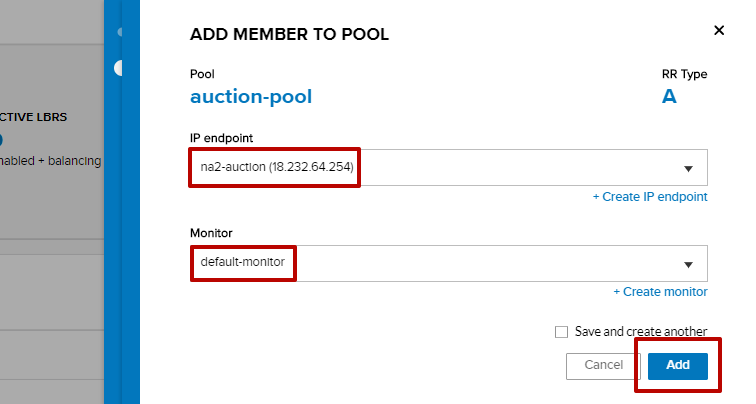 ADD MEMBER TO POOL
Pool
RR Type
auction-pool
A
CTIVE LBRS
nabled + balancing
IP endpoint
na2-auction (18.232.64.254)
+ Create IP endpoint
Monitor
default-monitor
+ Create monitor
Save and create another
Cancel
Add